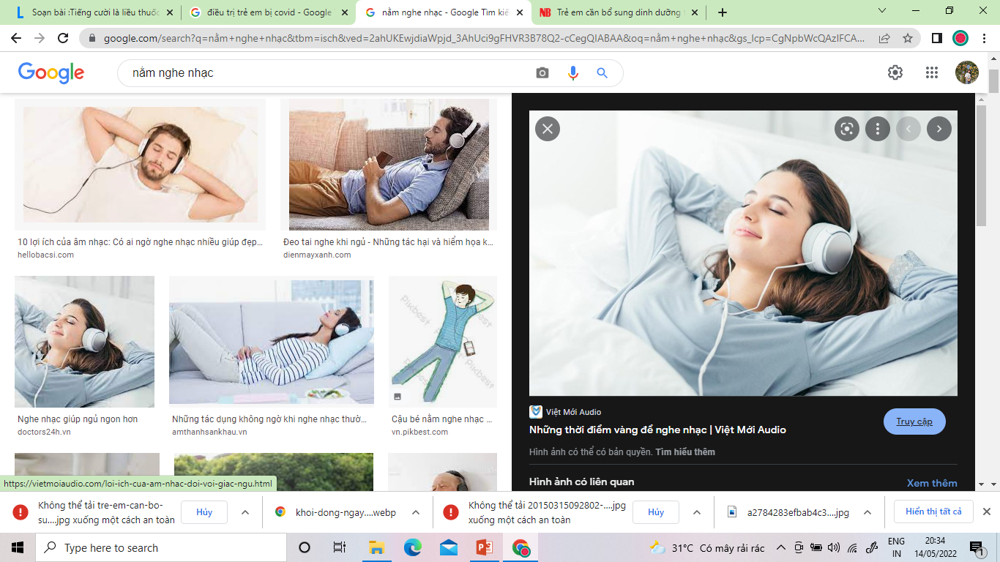 Soạn bài :Tiếng cười là liều thuốc
điều trị trẻ em bị covid - Google
nằm nghe nhạc - Google Tìm kiế
NB Trẻ em cần bổ sung dinh dưỡng
google.com/search?q=nằm+nghe+nhạc&tbm=isch&ved=2ahUKEwjdiaWpjd_3AhUci9gFHVR3B78Q2-cCegQIABAA&oq=nằm+nghe+nhạc&gs_lcp=CgNpbWcQAzIFCA...
Google
nằm nghe nhạc
10 lợi ích của âm nhạc: Có ai ngờ nghe nhạc nhiều giúp đẹp...
hellobacsi.com
Đeo tai nghe khi ngủ - Những tác hại và hiểm họa k...
dienmayxanh.com
Pikbest
Pikbest
Pikbest
Nghe nhạc giúp ngủ ngon hơn
doctors24h.vn
Những tác dụng không ngờ khi nghe nhạc thườ...
amthanhsankhau.vn
Cậu bé nằm nghe nhạc ...
vn.pikbest.com
Việt Mới Audio
Những thời điểm vàng để nghe nhạc | Việt Mới Audio
Truy cập
Hình ảnh có thể có bản quyền. Tìm hiểu thêm
Hình ảnh có liên quan
Xem thêm
https://vietmoiaudio.com/loi-ich-cua-am-nhac-doi-voi-giac-ngu.html
Không thể tải tre-em-can-bo-
su....jpg xuống một cách an toàn
Hủy
khoi-dong-ngay....webp
Không thể tải 20150315092802-....jpg
xuống một cách an toàn
Hủy
a2784283efbab4c3....jpg
Hiển thị tất cả
Type here to search
31°C Có mây rải rác
ENG
IN
20:34
14/05/2022
1